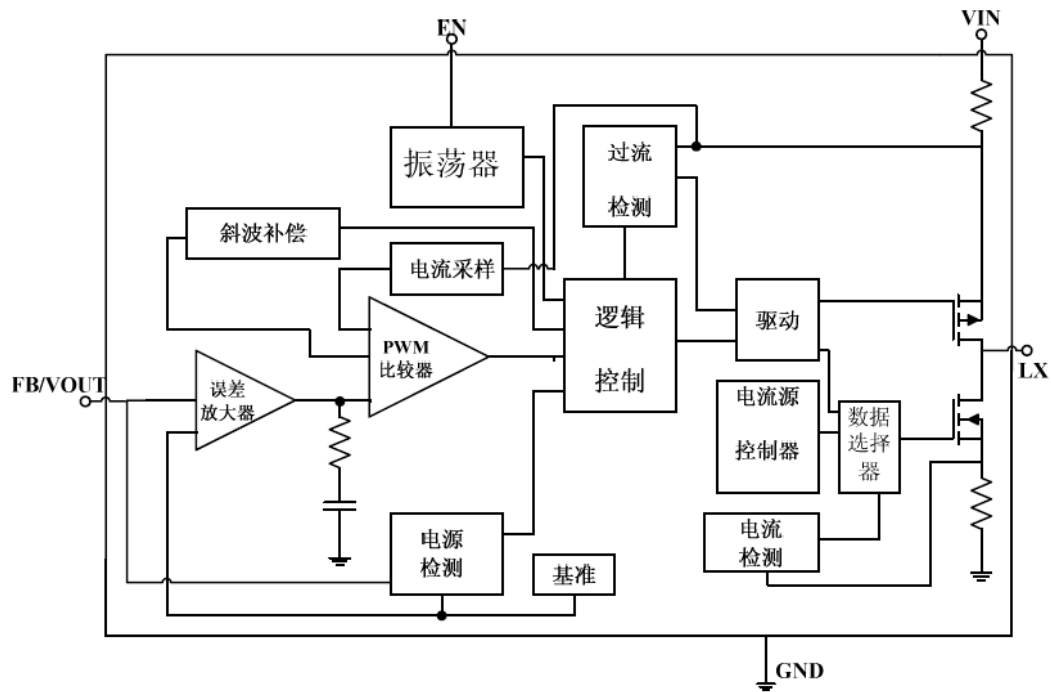 EN
VIN
振荡器
过流
检测
斜波补偿
电流采样
逻辑
控制
驱动
PWM
比较器
LX
FB/VOUT
误差
放大器
电流源
控制器
数据
选择
器
电源
检测
电流
检测
基准
GND